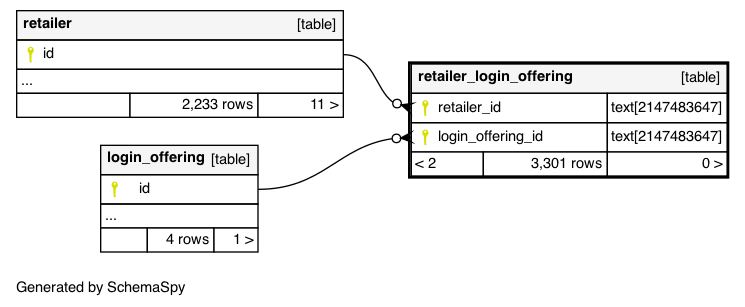 retailer [table]
id
...
2,233 rows 11 >
retailer_login_offering [table]
retailer_id text[2147483647]
login_offering_id text[2147483647]
< 2 3,301 rows 0 >
login_offering [table]
id
...
4 rows 1 >
Generated by SchemaSpy